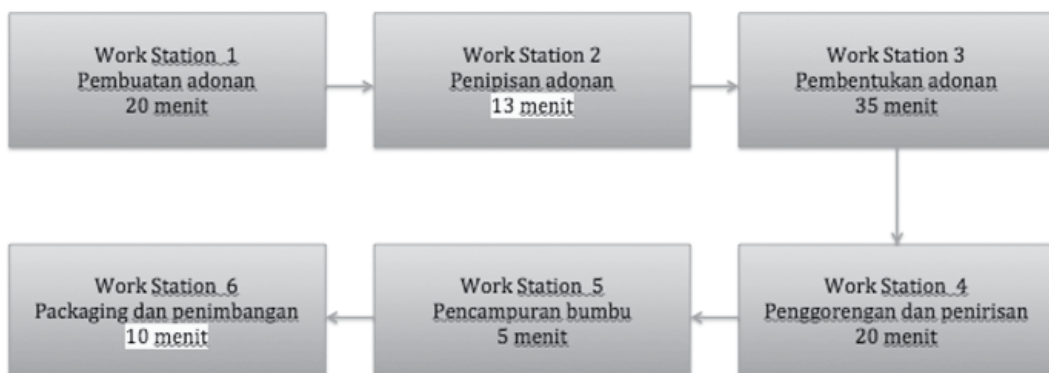 Work Station 1
Pembuatan adonan
20 menit
Work Station 2
Penipisan adonan
13 menit
Work Station 3
Pembentukan adonan
35 menit
Work Station 4
Penggorengan dan penirisan
20 menit
Work Station 5
Pencampuran bumbu
5 menit
Work Station 6
Packaging dan penimbangan
10 menit